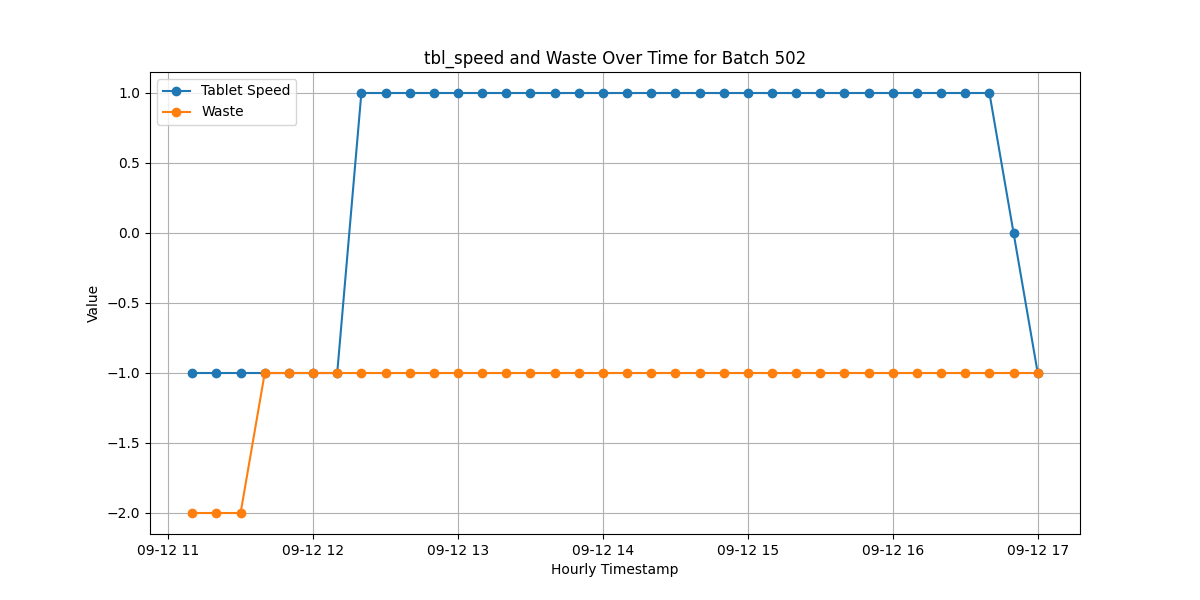 tbl_speed and Waste Over Time for Batch 502
Tablet Speed
Waste
1.0
0.5
0.0
−0.5
−1.0
−1.5
−2.0
Value
09-12 11 09-12 12 09-12 13 09-12 14 09-12 15 09-12 16 09-12 17
Hourly Timestamp